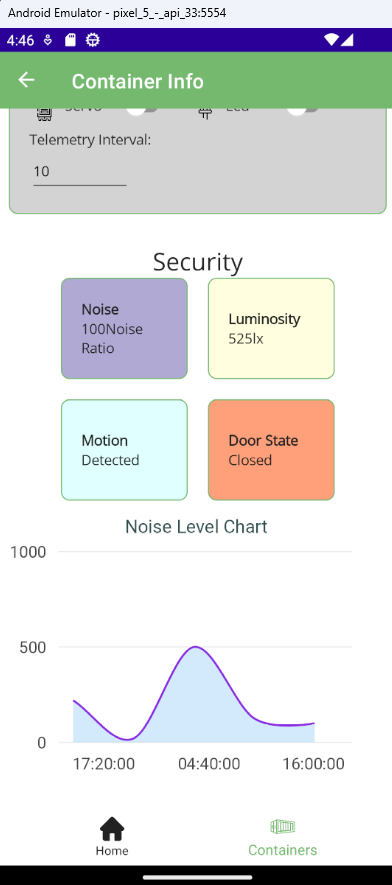 Android Emulator - pixel_5_-_api_33:5554
4:46
Container Info
Servo
Led
Telemetry Interval:
10
Security
Noise
100Noise
Ratio
Luminosity
525lx
Motion
Detected
Door State
Closed
Noise Level Chart
1000
500
0
17:20:00 04:40:00 16:00:00
Home
Containers